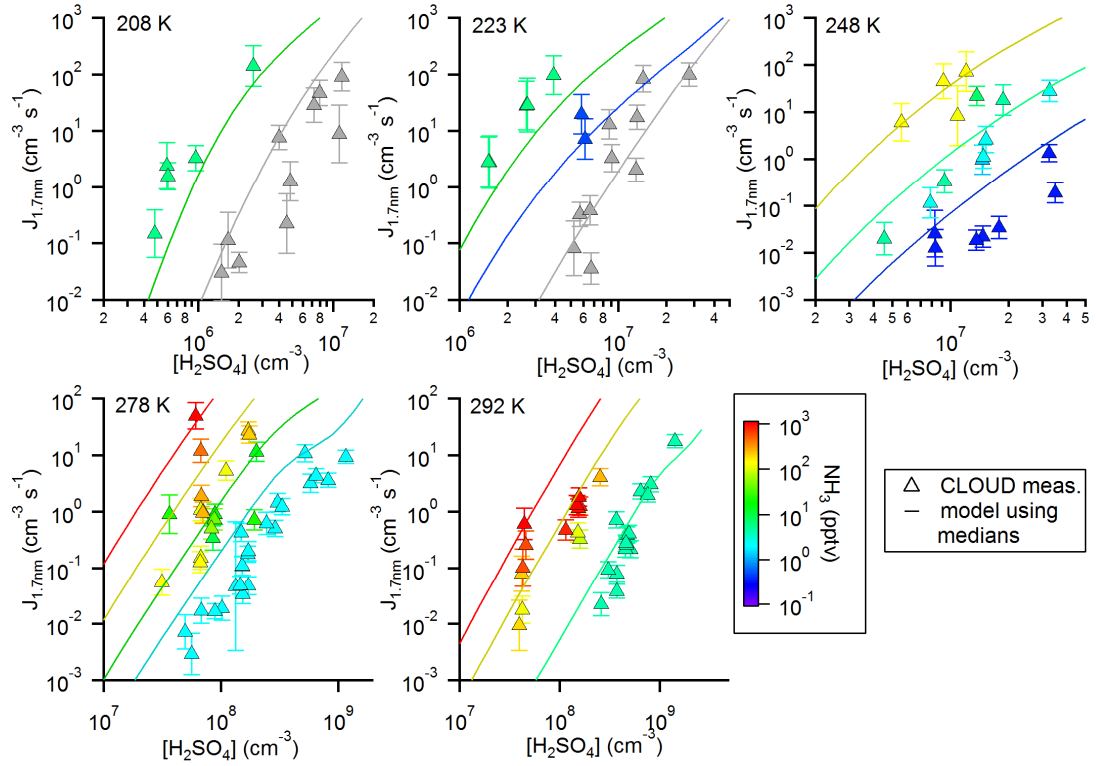 208 K
10³
10²
10¹
10⁰
10⁻¹
10⁻²
J₁.₇ₙₘ (cm⁻³ s⁻¹)
2 4 6 8 10⁶ 2 4 6 8 10⁷ 2
[H₂SO₄] (cm⁻³)
223 K
10³
10²
10¹
10⁰
10⁻¹
10⁻²
J₁.₇ₙₘ (cm⁻³ s⁻¹)
10⁶ 2 4 6 8 10⁷ 2 4
[H₂SO₄] (cm⁻³)
248 K
10³
10²
10¹
10⁰
10⁻¹
10⁻²
10⁻³
J₁.₇ₙₘ (cm⁻³ s⁻¹)
2 3 4 5 6 8 10⁷ 2 3 4 5
[H₂SO₄] (cm⁻³)
278 K
10²
10¹
10⁰
10⁻¹
10⁻²
10⁻³
J₁.₇ₙₘ (cm⁻³ s⁻¹)
10⁷ 10⁸ 10⁹
[H₂SO₄] (cm⁻³)
292 K
10²
10¹
10⁰
10⁻¹
10⁻²
10⁻³
J₁.₇ₙₘ (cm⁻³ s⁻¹)
10⁷ 10⁸ 10⁹
[H₂SO₄] (cm⁻³)
10³
10²
10¹
10⁰
10⁻¹
NH₃ (pptv)
CLOUD meas.
model using
medians